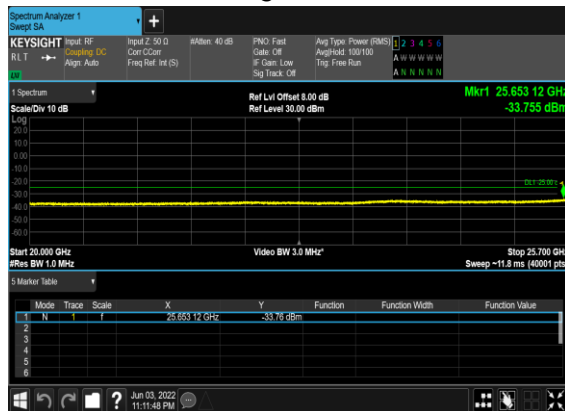 Spectrum Analyzer 1
Swept SA
+
KEYSIGHT Input: RF Input Z: 50 Ω #Atten: 40 dB PNO: Fast Avg Type: Power (RMS) 1 2 3 4 5 6
RLT Coupling: DC Corr CCorr Gate: Off Avg|Hold: 100/100 A W W W W W
Align: Auto Freq Ref: Int (S) IF Gain: Low Trig: Free Run
Sig Track: Off A N N N N N
LW
1 Spectrum Ref Lvl Offset 8.00 dB Mkr1 25.653 12 GHz
Scale/Div 10 dB Ref Level 30.00 dBm -33.755 dBm
Log
20.0
10.0
0.00
-10.0
-20.0 DL1 -25.00
-30.0
-40.0
-50.0
-60.0
Start 20.000 GHz Video BW 3.0 MHz* Stop 25.700 GHz
#Res BW 1.0 MHz Sweep ~11.8 ms (40001 pts)
5 Marker Table
Mode Trace Scale X Y Function Function Width Function Value
1 N 1 f 25.653 12 GHz -33.76 dBm
2
3
4
5
6
? Jun 03, 2022
11:11:48 PM